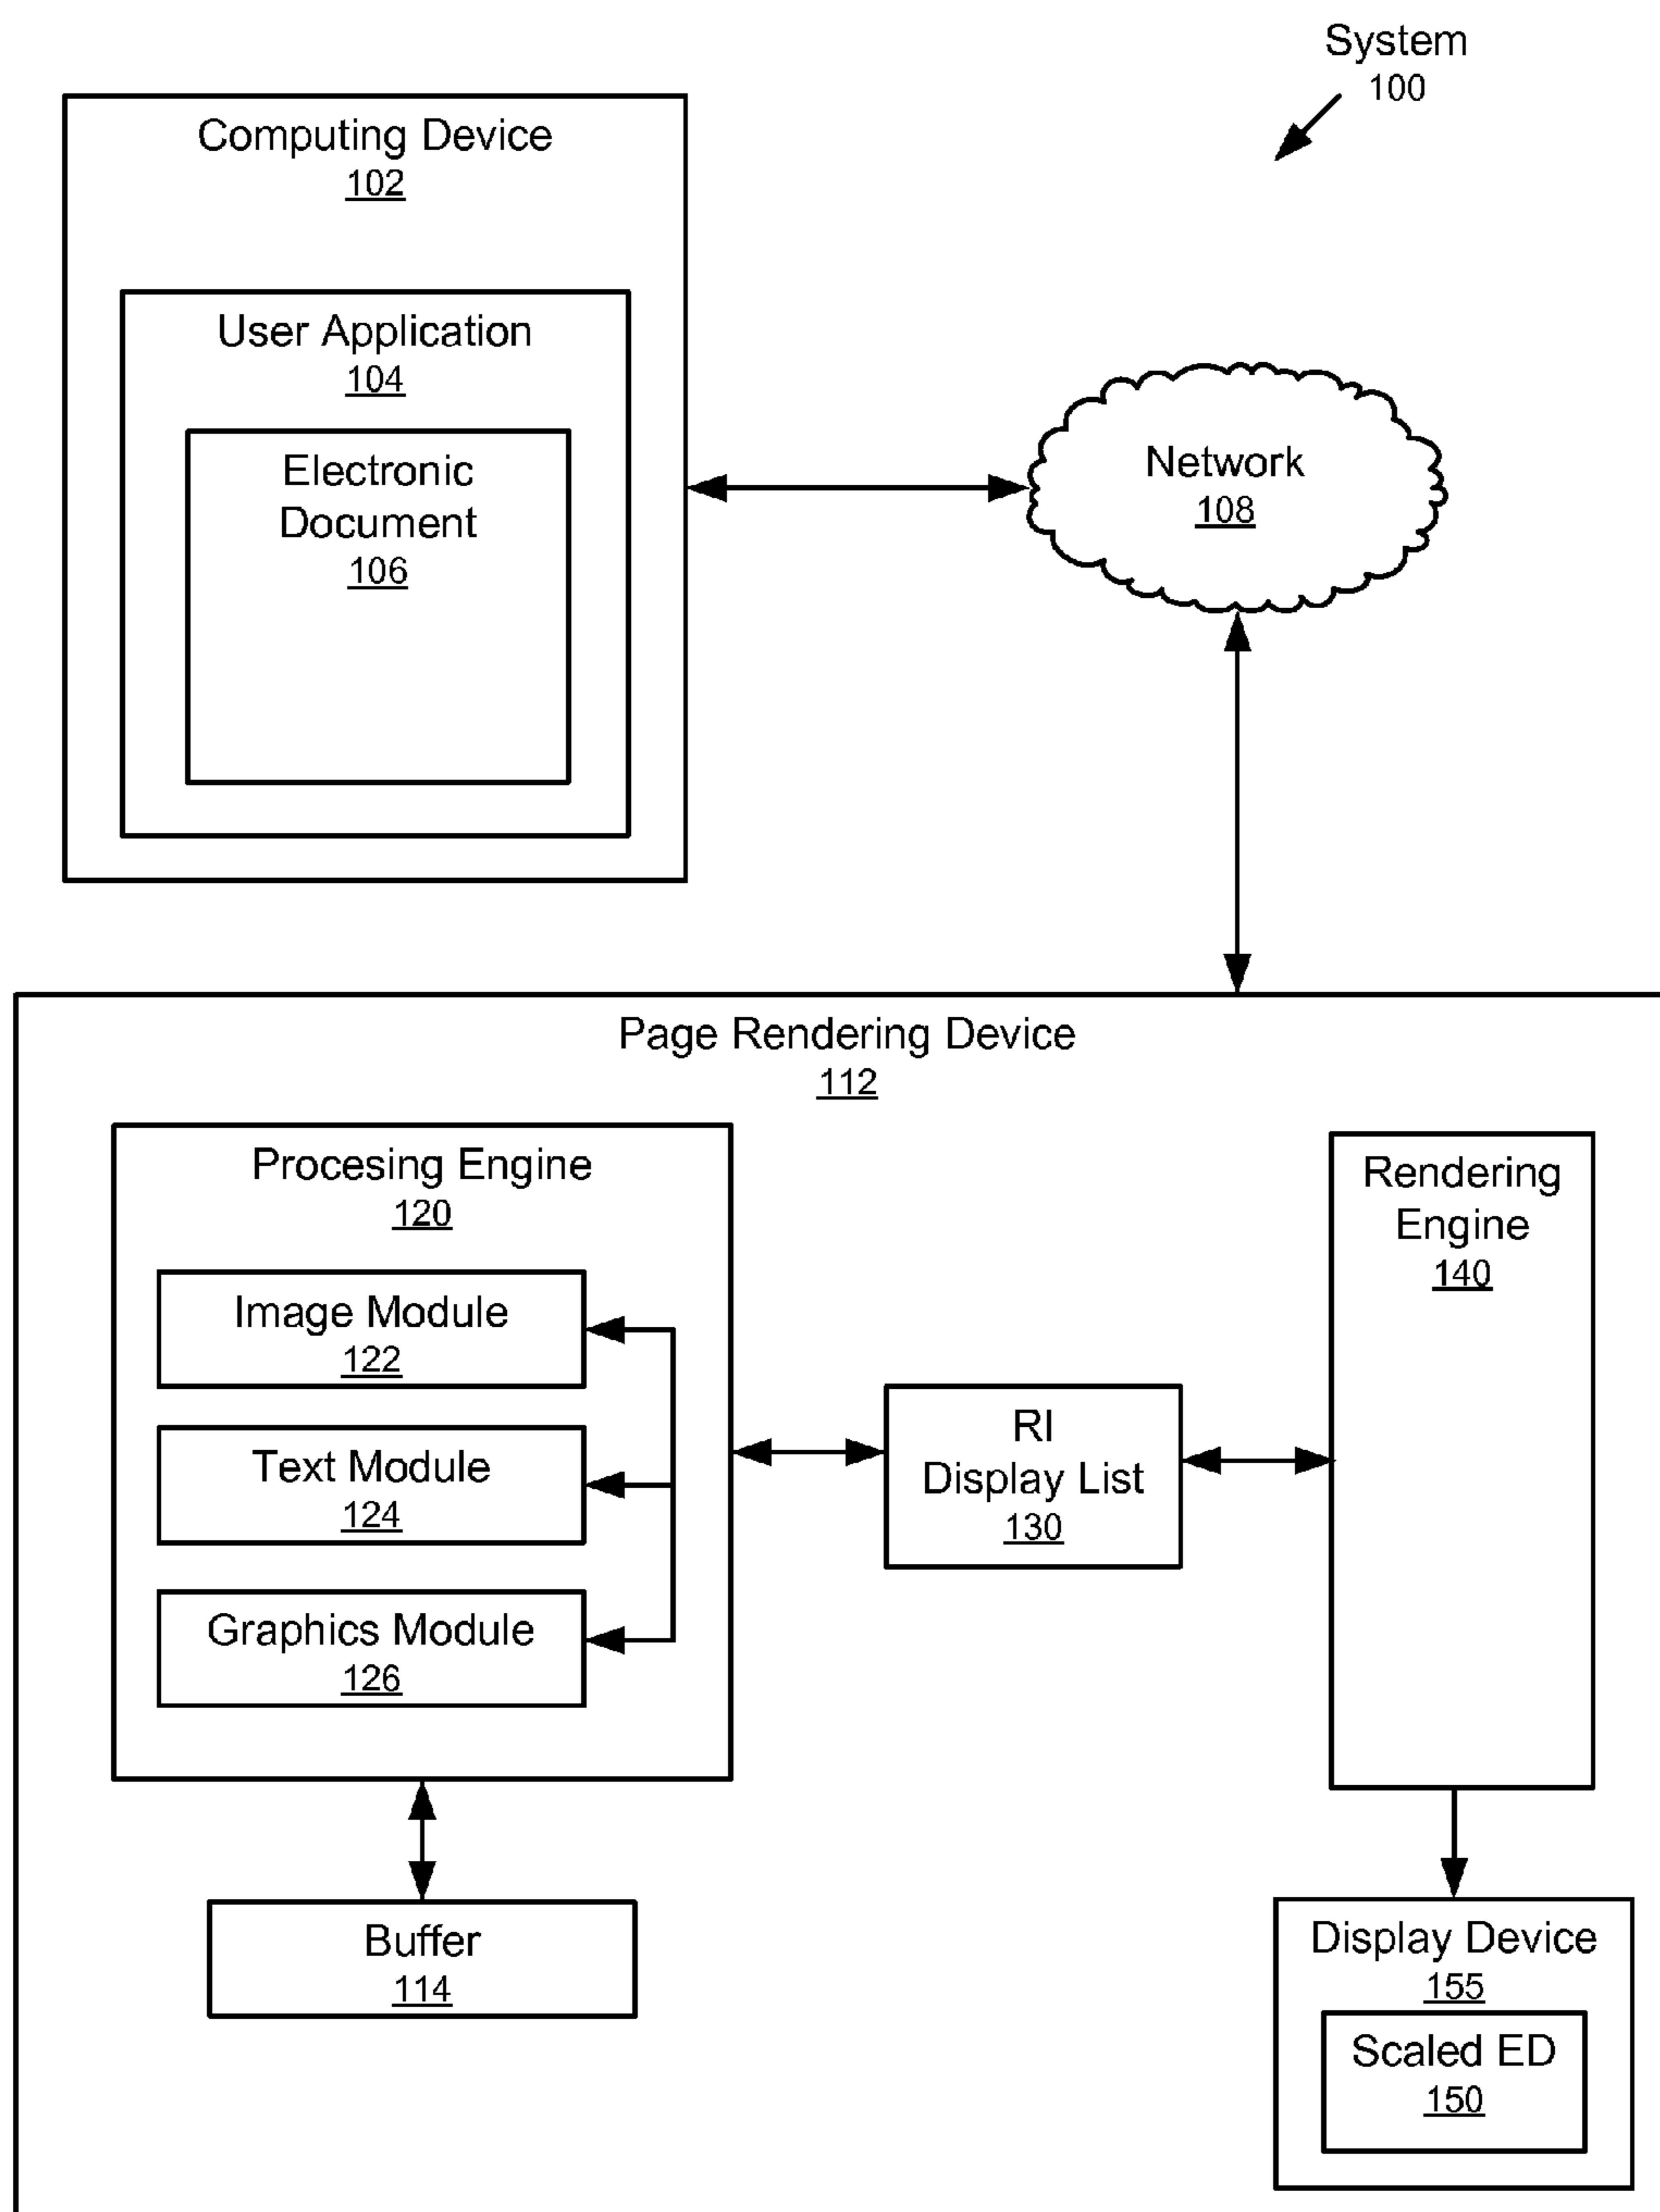 System
100
Computing Device
102
User Application
104
Electronic
Document
106
Network
108
Page Rendering Device
112
Procesing Engine
120
Image Module
122
Text Module
124
Graphics Module
126
RI
Display List
130
Rendering
Engine
140
Buffer
114
Display Device
155
Scaled ED
150